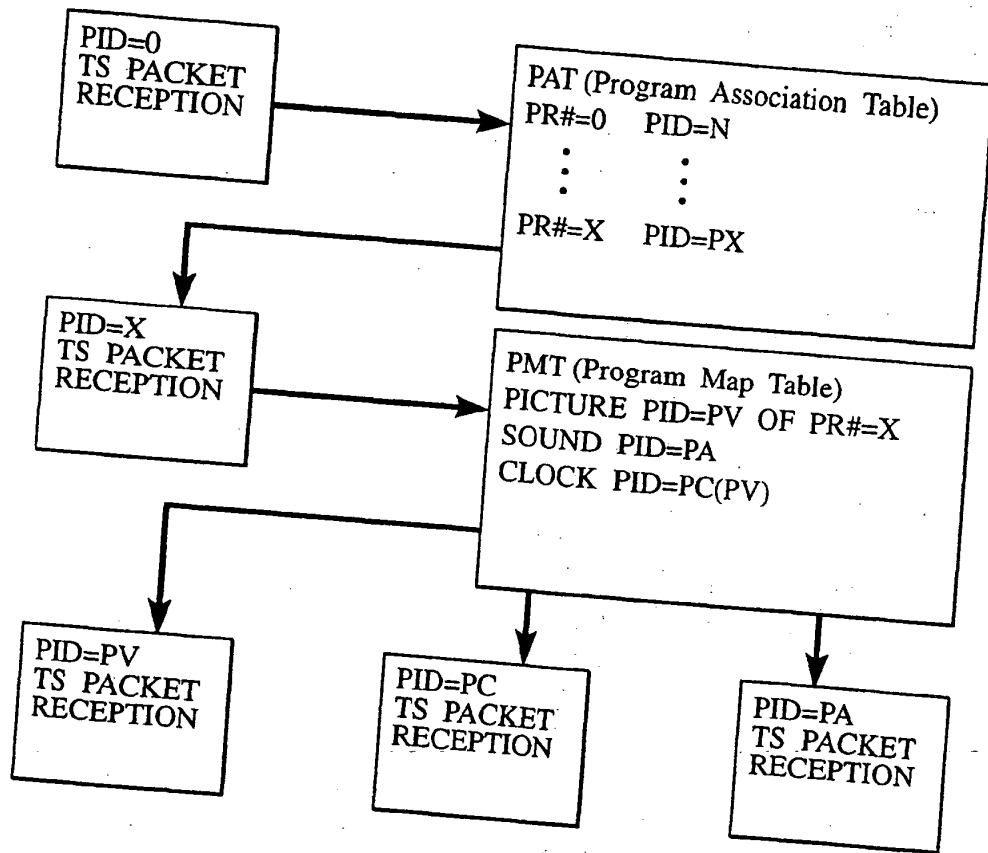 PID=0
TS PACKET
RECEPTION
PAT (Program Association Table)
PR#=0 PID=N
PR#=X PID=PX
PID=X
TS PACKET
RECEPTION
PMT (Program Map Table)
PICTURE PID=PV OF PR#=X
SOUND PID=PA
CLOCK PID=PC(PV)
PID=PV
TS PACKET
RECEPTION
PID=PC
TS PACKET
RECEPTION
PID=PA
TS PACKET
RECEPTION